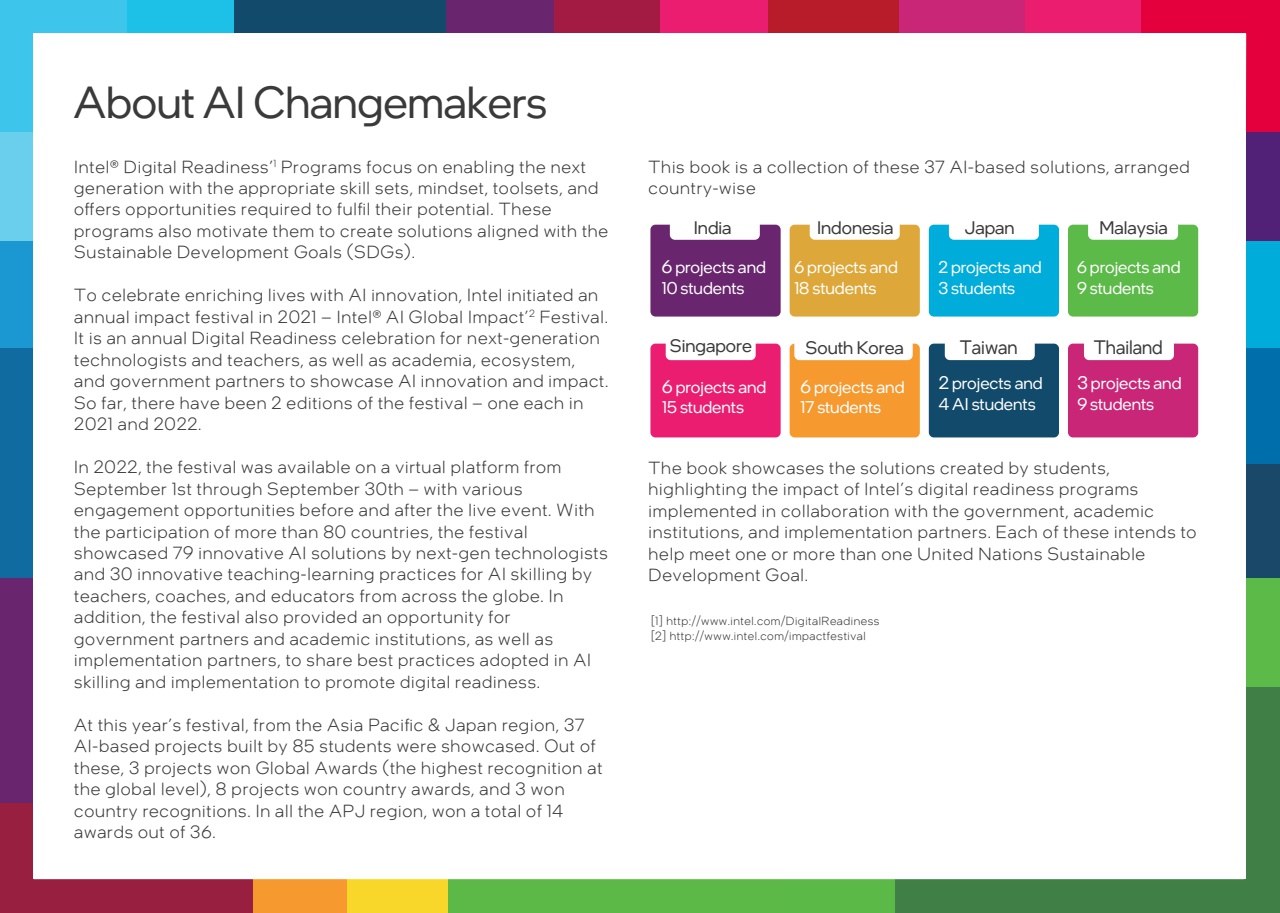 About AI Changemakers
Intel® Digital Readiness’¹ Programs focus on enabling the next
generation with the appropriate skill sets, mindset, toolsets, and
offers opportunities required to fulfil their potential. These
programs also motivate them to create solutions aligned with the
Sustainable Development Goals (SDGs).
To celebrate enriching lives with AI innovation, Intel initiated an
annual impact festival in 2021 – Intel® AI Global Impact’² Festival.
It is an annual Digital Readiness celebration for next-generation
technologists and teachers, as well as academia, ecosystem,
and government partners to showcase AI innovation and impact.
So far, there have been 2 editions of the festival – one each in
2021 and 2022.
In 2022, the festival was available on a virtual platform from
September 1st through September 30th – with various
engagement opportunities before and after the live event. With
the participation of more than 80 countries, the festival
showcased 79 innovative AI solutions by next-gen technologists
and 30 innovative teaching-learning practices for AI skilling by
teachers, coaches, and educators from across the globe. In
addition, the festival also provided an opportunity for
government partners and academic institutions, as well as
implementation partners, to share best practices adopted in AI
skilling and implementation to promote digital readiness.
At this year’s festival, from the Asia Pacific & Japan region, 37
AI-based projects built by 85 students were showcased. Out of
these, 3 projects won Global Awards (the highest recognition at
the global level), 8 projects won country awards, and 3 won
country recognitions. In all the APJ region, won a total of 14
awards out of 36.
This book is a collection of these 37 AI-based solutions, arranged
country-wise
India
6 projects and
10 students
Indonesia
6 projects and
18 students
Japan
2 projects and
3 students
Malaysia
6 projects and
9 students
Singapore
6 projects and
15 students
South Korea
6 projects and
17 students
Taiwan
2 projects and
4 AI students
Thailand
3 projects and
9 students
The book showcases the solutions created by students,
highlighting the impact of Intel’s digital readiness programs
implemented in collaboration with the government, academic
institutions, and implementation partners. Each of these intends to
help meet one or more than one United Nations Sustainable
Development Goal.
[1] http://www.intel.com/DigitalReadiness
[2] http://www.intel.com/impactfestival